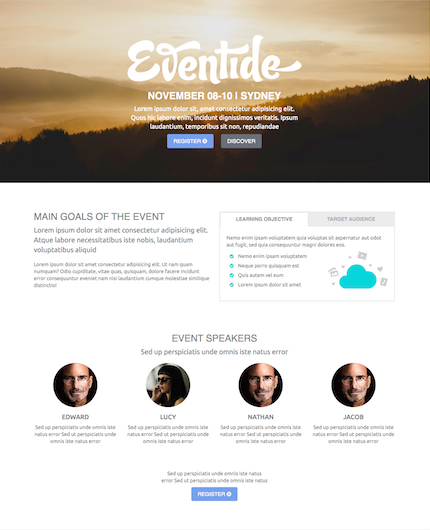 Eventide
NOVEMBER 08-10 | SYDNEY
Lorem ipsum dolor sit, amet consectetur adipisicing elit.
Quos hic labore enim, incidunt dignissimos veritatis. Ipsum
laudantium, temporibus sit non, repudiandae
REGISTER
DISCOVER
MAIN GOALS OF THE EVENT
Lorem ipsum dolor sit amet, consectetur adipisicing elit.
Atque labore necessitatibus iste nobis, laudantium
voluptatibus aliquid
Lorem ipsum dolor sit amet, consectetur adipisicing elit. Quia quam
numquam? Odio cupiditate, vitae quas, quisquam, dolore facere incidunt
error consequuntur eveniet nam nisi laudantium cumque molestiae similique
distinctio!
LEARNING OBJECTIVE
TARGET AUDIENCE
Nemo enim ipsam voluptatem quia voluptas sit aspernatur aut odit
aut fugit, sed quia consequuntur magni dolores eos.
Nemo enim ipsam voluptatem
Neque porro quisquam est
Quis autem vel eum
Lorem ipsum dolor sit amet
EVENT SPEAKERS
Sed up perspiciatis unde omnis iste natus error
EDWARD
Sed up perspiciatis unde omnis iste
natus error Sed ut perspiciatis unde
omnis iste natus error
LUCY
Sed up perspiciatis unde omnis iste
natus error Sed ut perspiciatis unde
omnis iste natus error
NATHAN
Sed up perspiciatis unde omnis iste
natus error Sed ut perspiciatis unde
omnis iste natus error
JACOB
Sed up perspiciatis unde omnis iste
natus error Sed ut perspiciatis unde
omnis iste natus error
Sed up perspiciatis unde omnis iste natus
error Sed up perspiciatis unde omnis iste natus
REGISTER